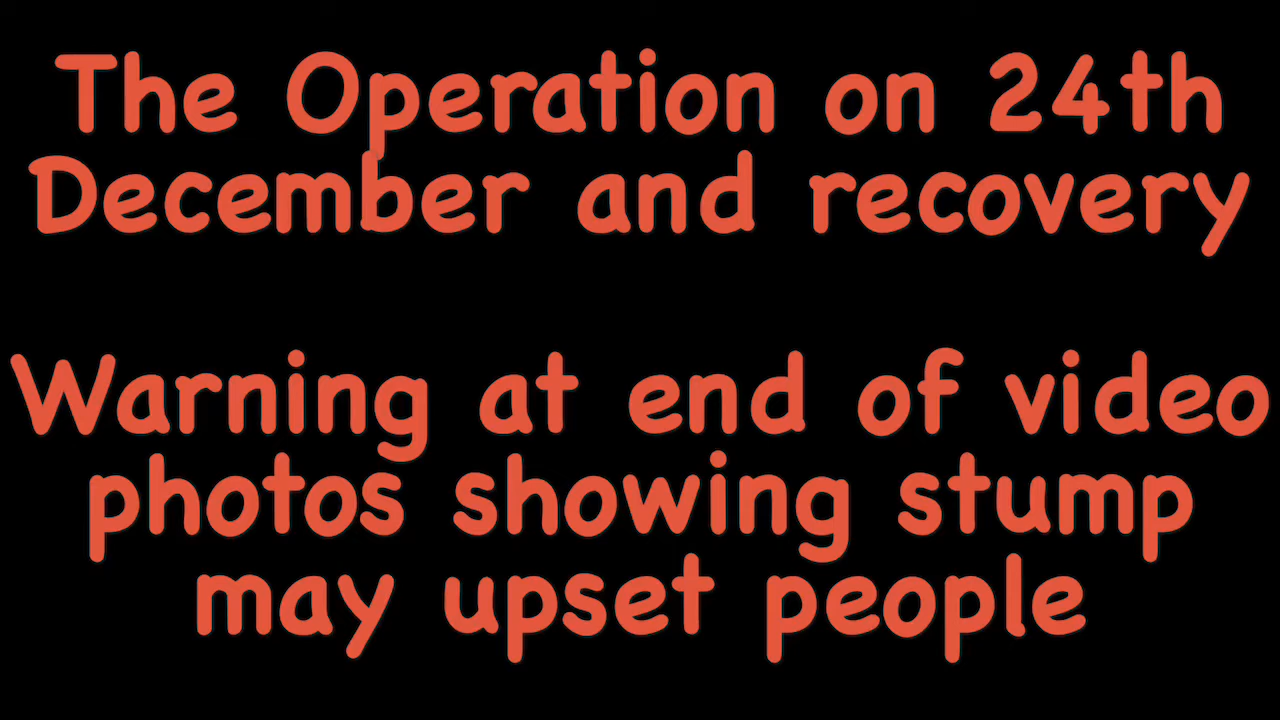 The Operation on 24th
December and recovery
Warning at end of video
photos showing stump
may upset people